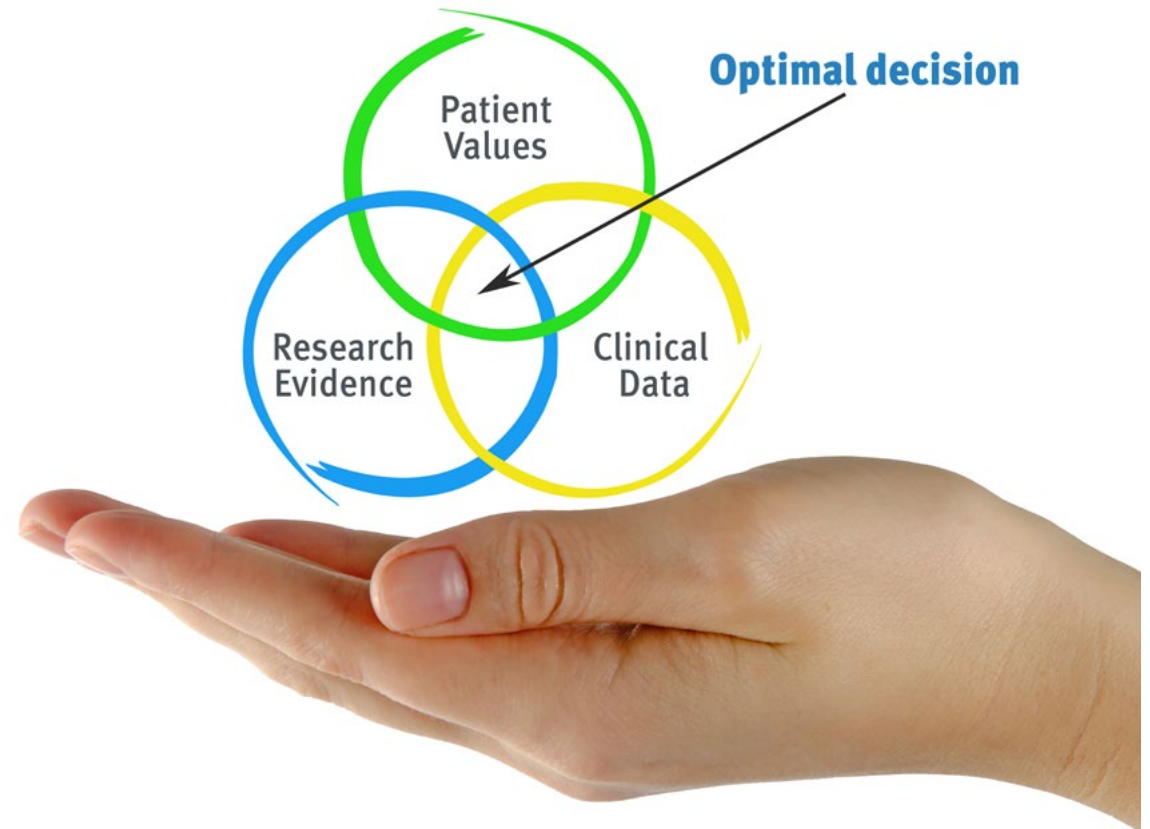 Optimal decision
Patient
Values
Research
Evidence
Clinical
Data